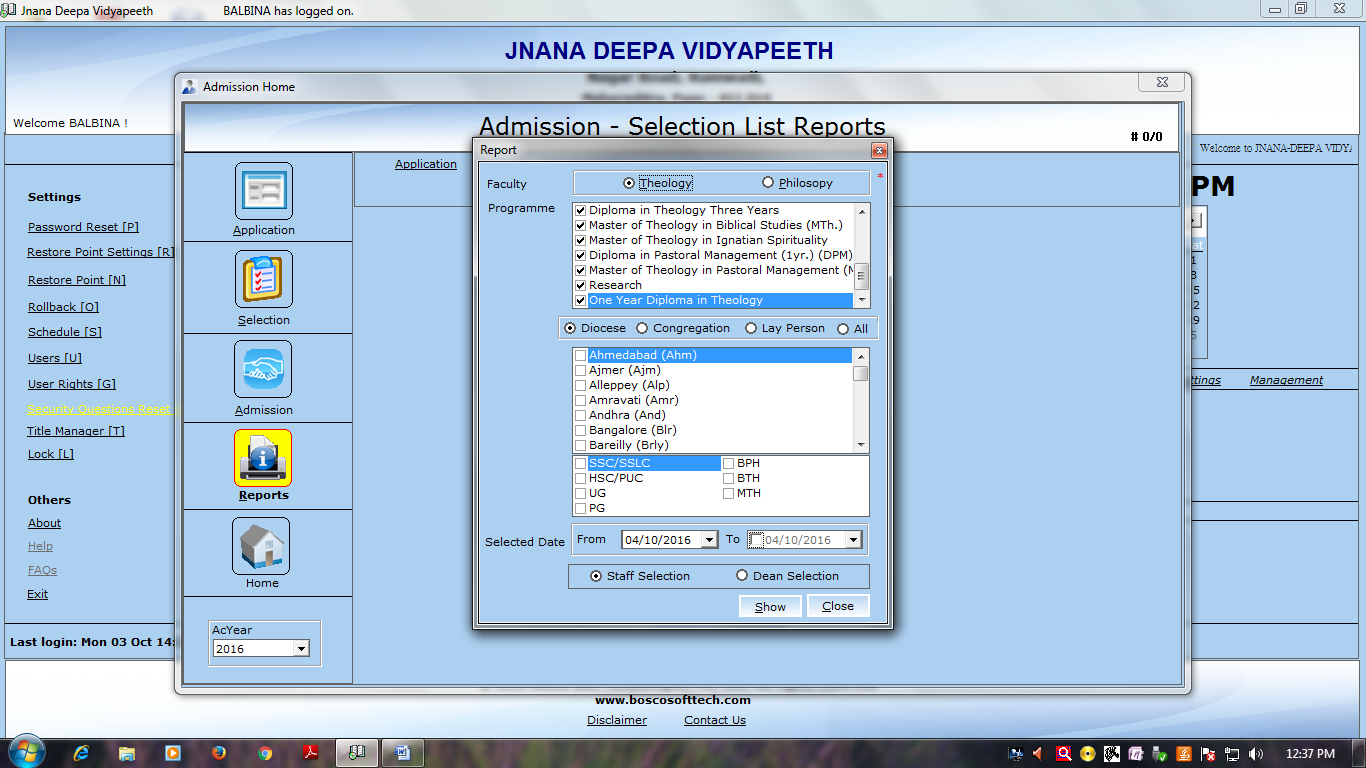 Jnana Deepa Vidyapeeth BALBINA has logged on.
JNANA DEEPA VIDYAPEETH
Admission Home
Welcome BALBINA !
Admission - Selection List Reports
# 0/0
Welcome to JNANA-DEEPA VIDYA
PM
Settings
Password Reset [P]
Restore Point Settings [R]
Restore Point [N]
Rollback [O]
Schedule [S]
Users [U]
User Rights [G]
Security Questions Reset
Title Manager [T]
Lock [L]
Others
About
Help
FAQs
Exit
Last login: Mon 03 Oct 14:
Application
Selection
Admission
Reports
Home
AcYear
2016
Application
Report
Faculty Theology Philosopy *
Programme
Diploma in Theology Three Years
Master of Theology in Biblical Studies (MTh.)
Master of Theology in Ignatian Spirituality
Diploma in Pastoral Management (1yr.) (DPM)
Master of Theology in Pastoral Management (M
Research
One Year Diploma in Theology
Diocese Congregation Lay Person All
Ahmedabad (Ahm)
Ajmer (Ajm)
Alleppey (Alp)
Amravati (Amr)
Andhra (And)
Bangalore (Blr)
Bareilly (Brly)
SSC/SSLC BPH
HSC/PUC BTH
UG MTH
PG
Selected Date From 04/10/2016 To 04/10/2016
Staff Selection Dean Selection
Show Close
ttings Management
www.boscosofttech.com
Disclaimer Contact Us
12:37 PM